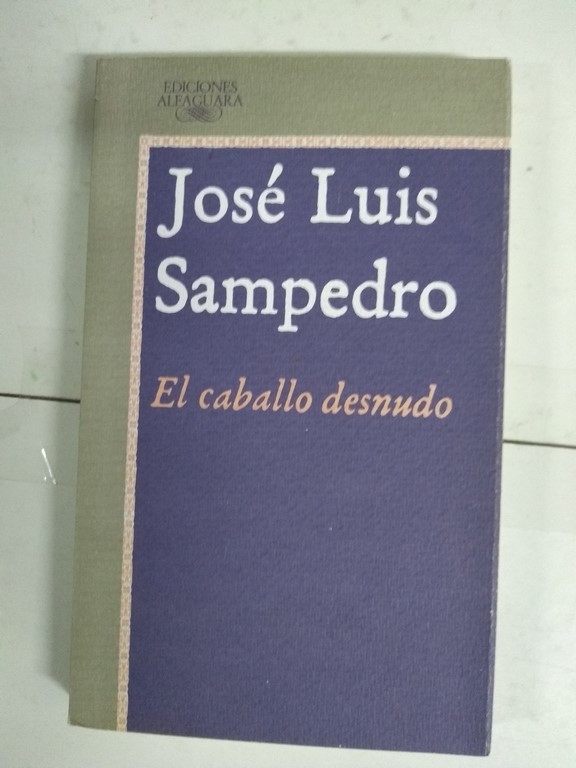 EDICIONES
ALFAGUARA
José Luis
Sampedro
El caballo desnudo